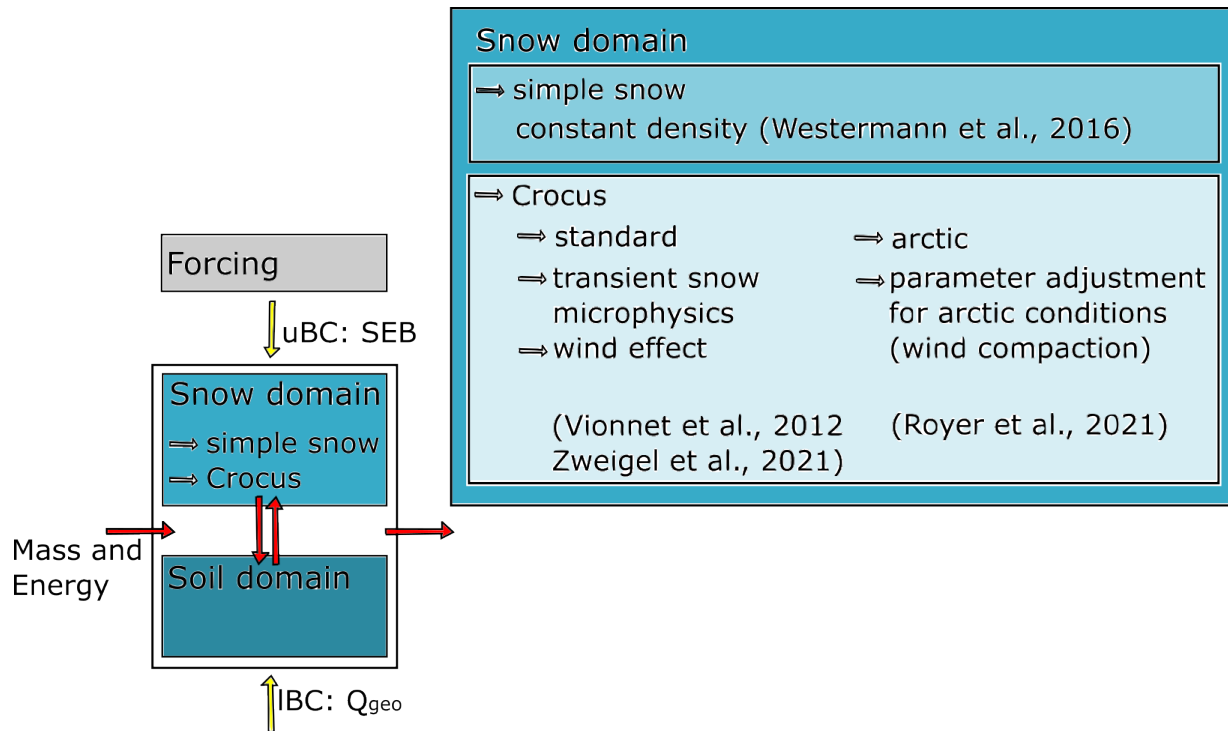 Snow domain
→ simple snow
constant density (Westermann et al., 2016)
→ Crocus
→ standard
→ transient snow
microphysics
→ wind effect
(Vionnet et al., 2012
Zweigel et al., 2021)
→ arctic
→ parameter adjustment
for arctic conditions
(wind compaction)
(Royer et al., 2021)
Forcing
uBC: SEB
Snow domain
→ simple snow
→ Crocus
Mass and
Energy
Soil domain
lBC: Qgeo